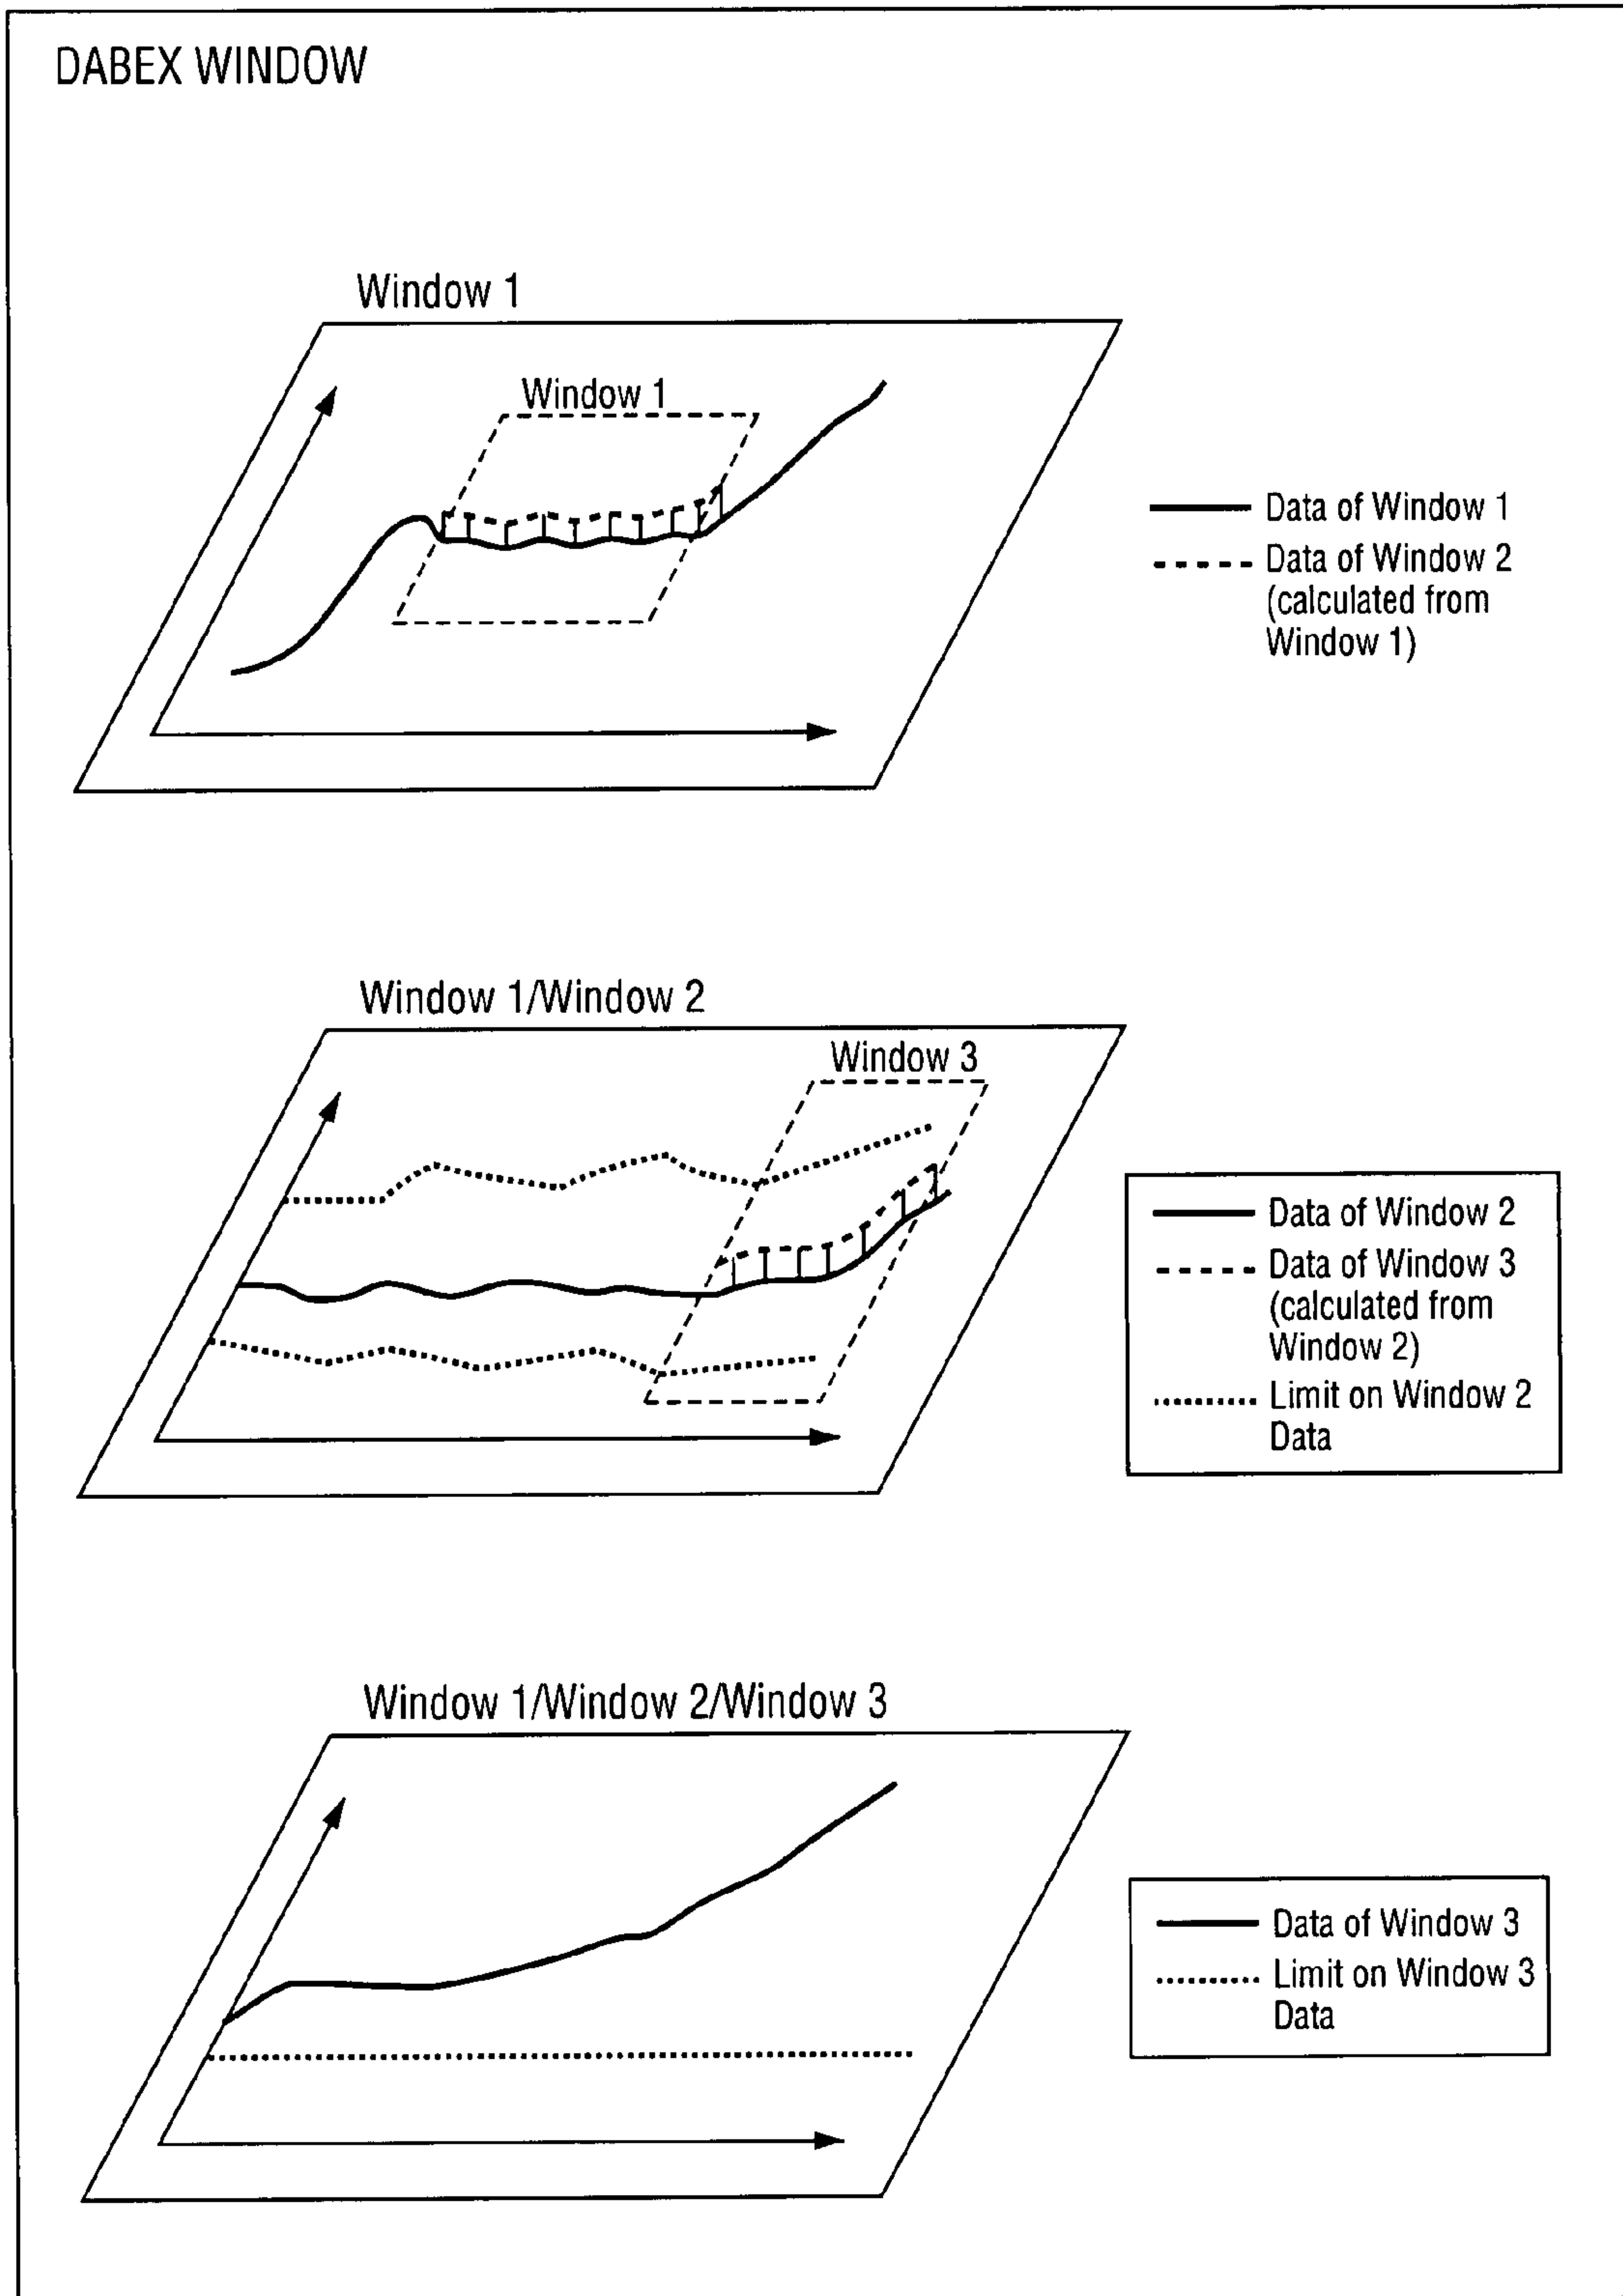 DABEX WINDOW
Window 1
Window 1
Data of Window 1
Data of Window 2
(calculated from
Window 1)
Window 1/Window 2
Window 3
Data of Window 2
Data of Window 3
(calculated from
Window 2)
Limit on Window 2
Data
Window 1/Window 2/Window 3
Data of Window 3
Limit on Window 3
Data